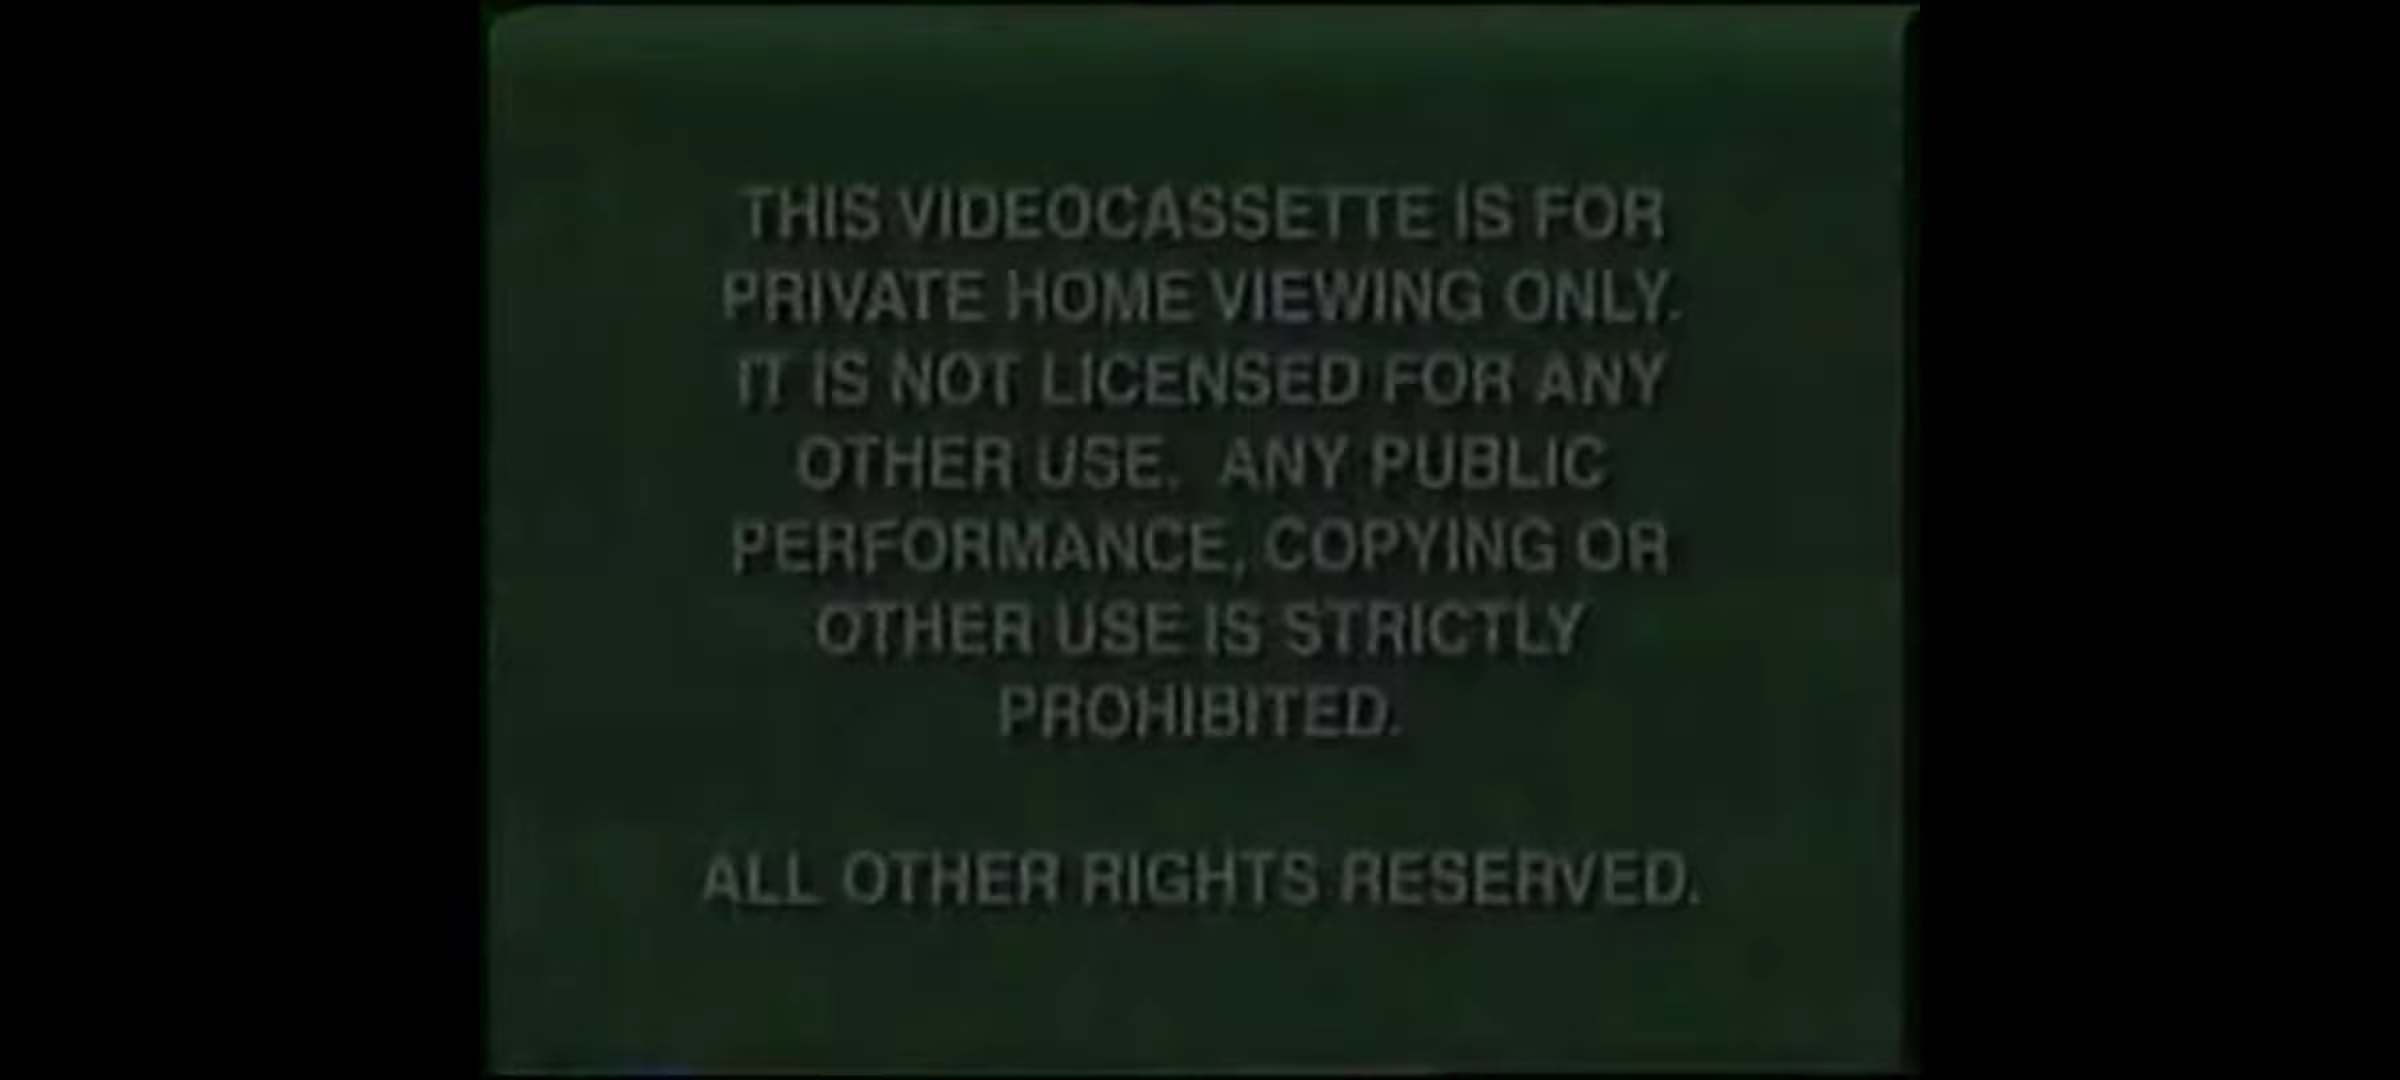 THIS VIDEOCASSETTE IS FOR
PRIVATE HOME VIEWING ONLY.
IT IS NOT LICENSED FOR ANY
OTHER USE.  ANY PUBLIC
PERFORMANCE, COPYING OR
OTHER USE IS STRICTLY
PROHIBITED.
ALL OTHER RIGHTS RESERVED.